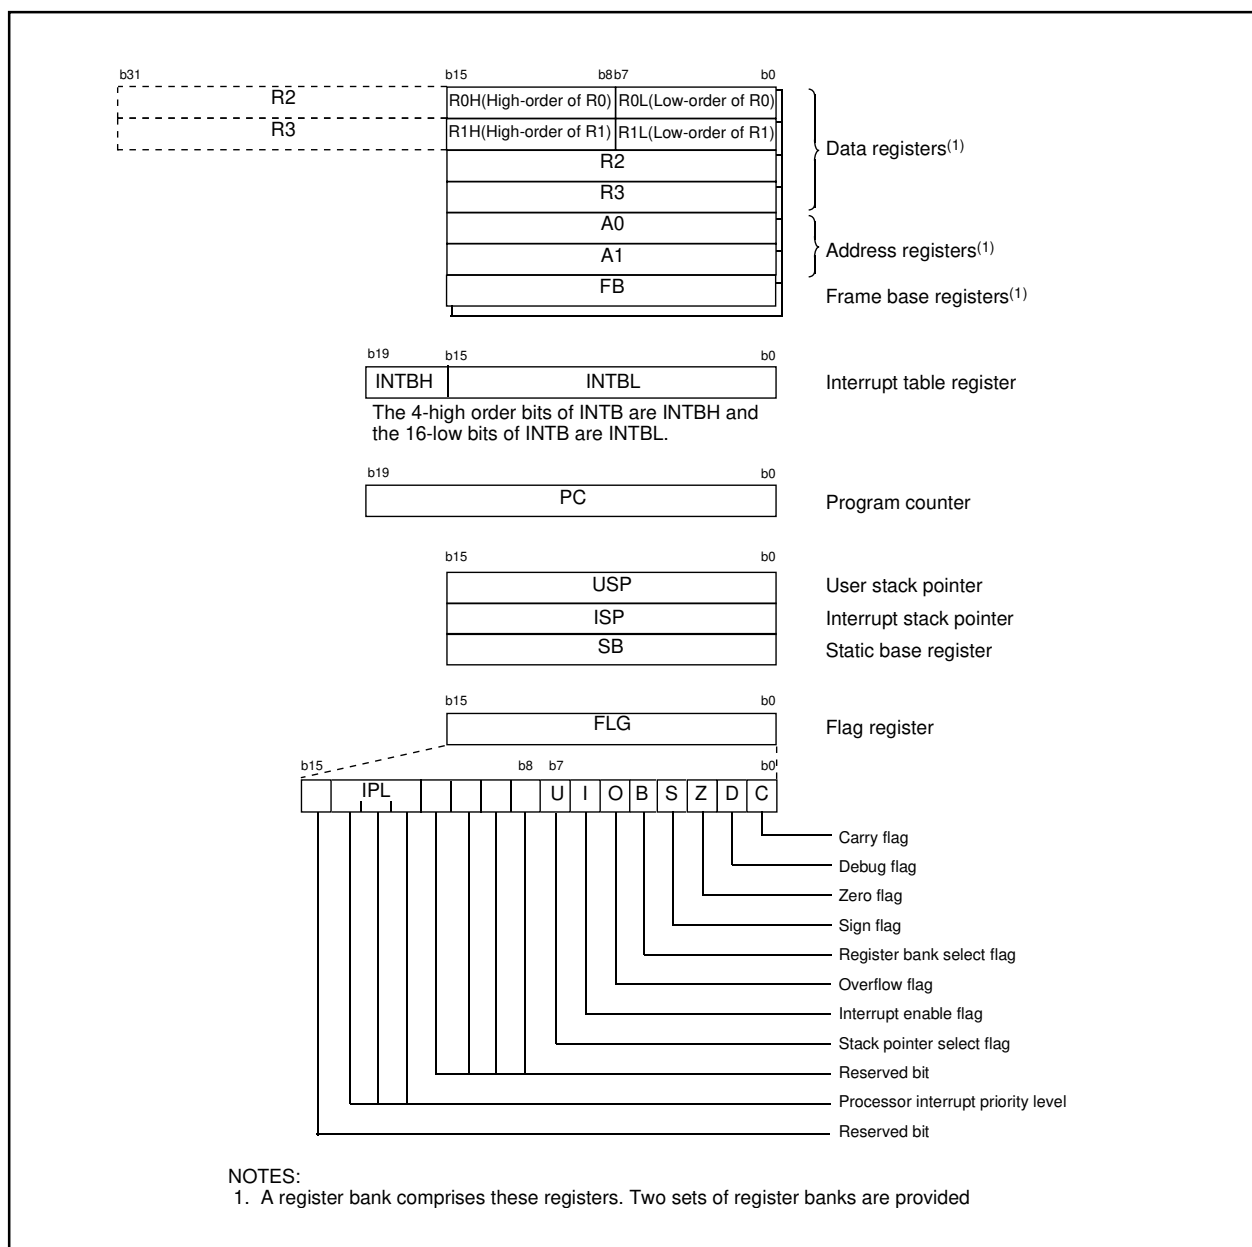 b31 b15 b8b7 b0
R2 R0H(High-order of R0) R0L(Low-order of R0)
R3 R1H(High-order of R1) R1L(Low-order of R1)
Data registers(1)
R2
R3
A0
A1
Address registers(1)
FB
Frame base registers(1)
b19 b15 b0
INTBH INTBL Interrupt table register
The 4-high order bits of INTB are INTBH and
the 16-low bits of INTB are INTBL.
b19 b0
PC Program counter
b15 b0
USP User stack pointer
ISP Interrupt stack pointer
SB Static base register
b15 b0
FLG Flag register
b15 b8 b7 b0
IPL U I O B S Z D C
Carry flag
Debug flag
Zero flag
Sign flag
Register bank select flag
Overflow flag
Interrupt enable flag
Stack pointer select flag
Reserved bit
Processor interrupt priority level
Reserved bit
NOTES:
1. A register bank comprises these registers. Two sets of register banks are provided